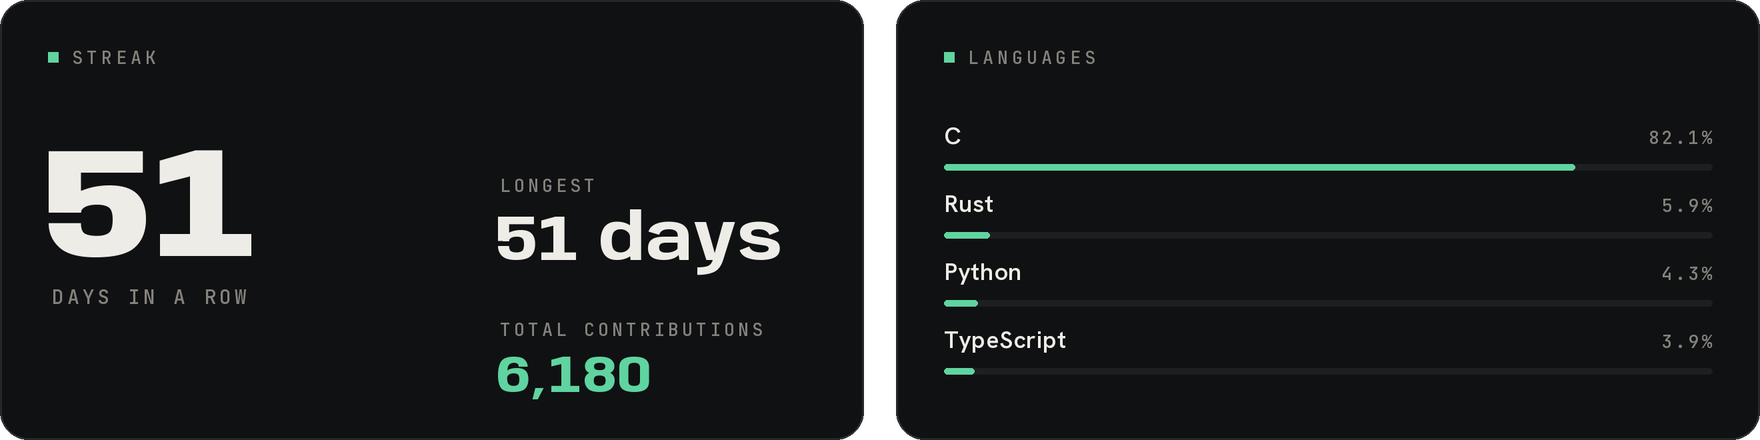 STREAK
51
DAYS IN A ROW
LONGEST
51 days
TOTAL CONTRIBUTIONS
6,180
LANGUAGES
C 82.1%
Rust 5.9%
Python 4.3%
TypeScript 3.9%